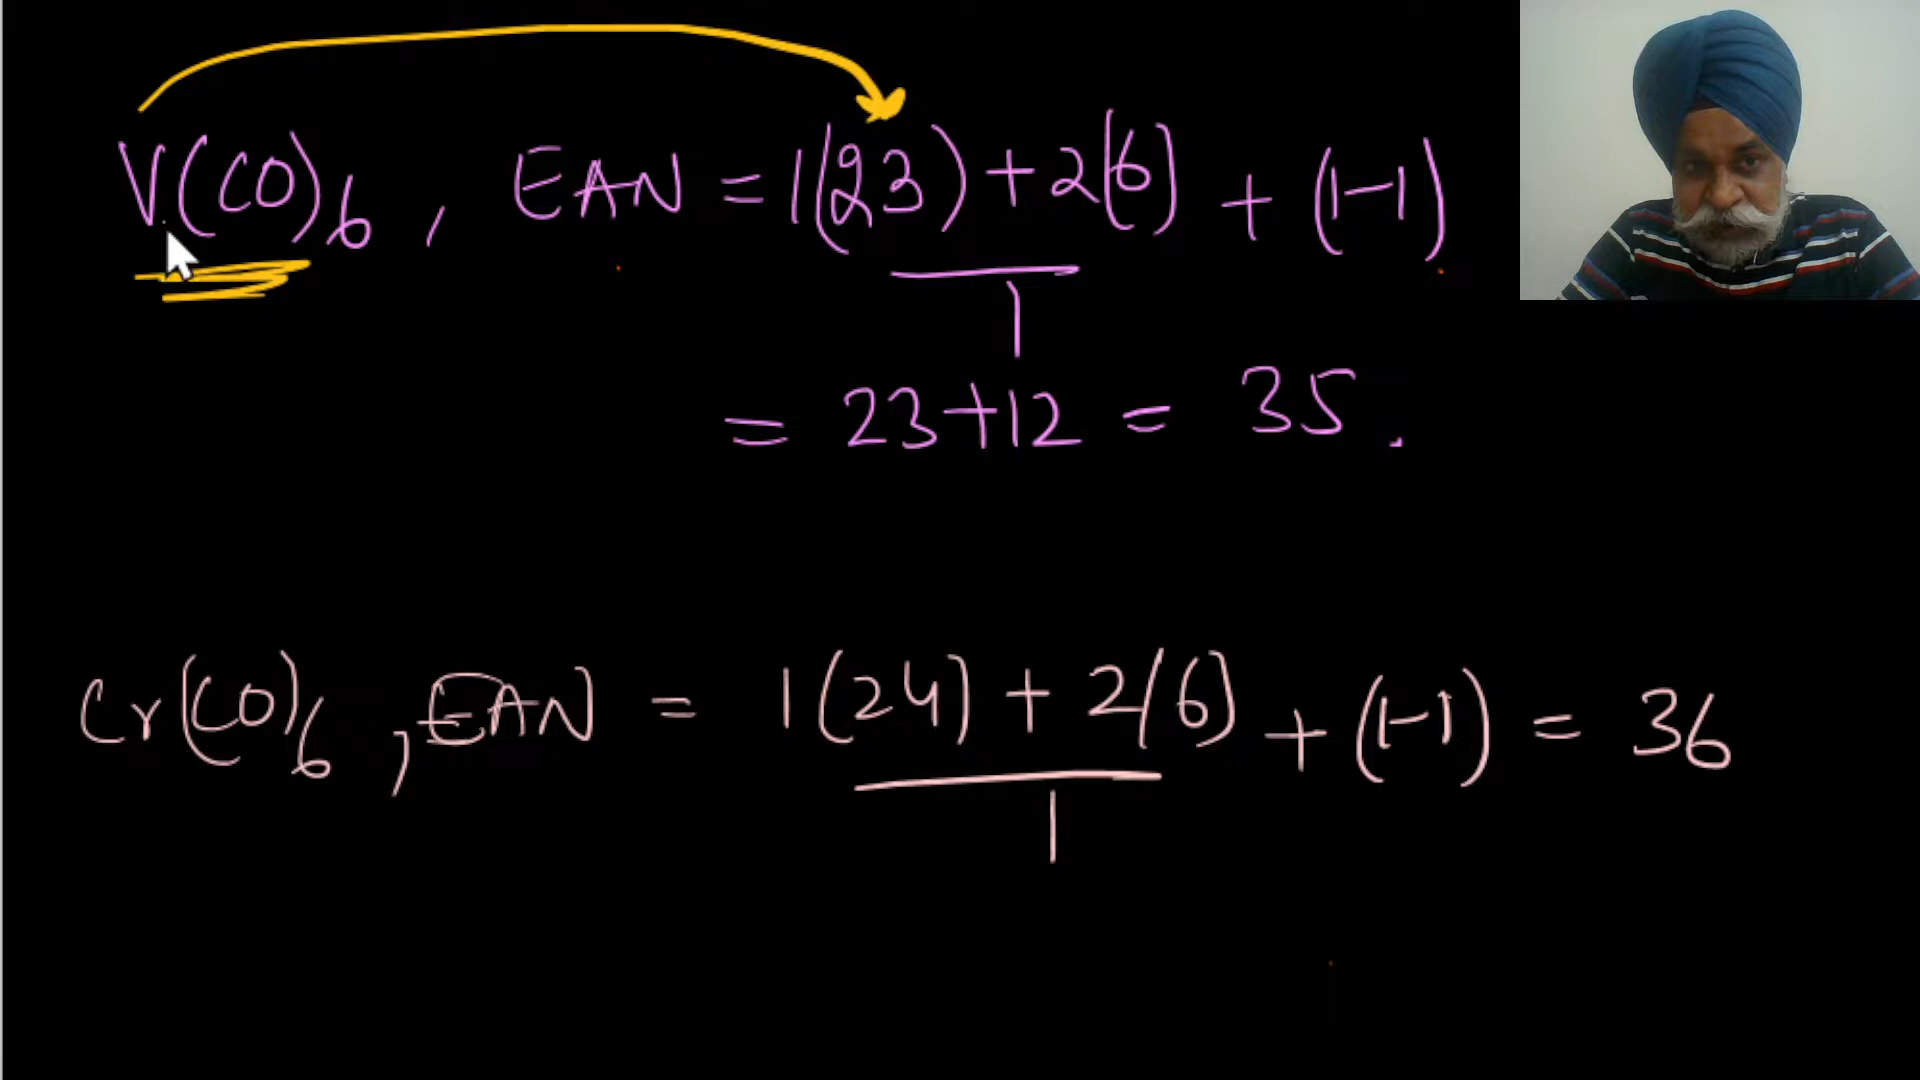 V(CO)6, EAN = 1(23) + 2(6) + (1-1)
1
= 23+12 = 35.
Cr(CO)6, EAN = 1(24) + 2(6) + (1-1) = 36
1